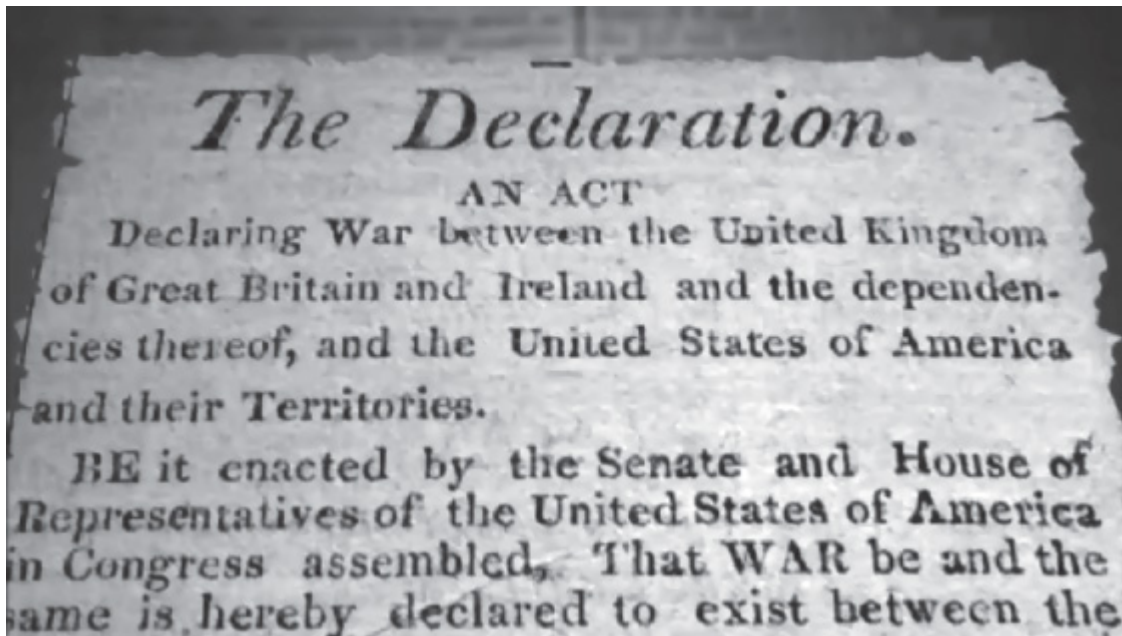 The Declaration.
AN ACT
Declaring War between the United Kingdom
of Great Britain and Ireland and the dependen-
cies thereof, and the United States of America
and their Territories.
BE it enacted by the Senate and House of
Representatives of the United States of America
in Congress assembled, That WAR be and the
same is hereby declared to exist between the